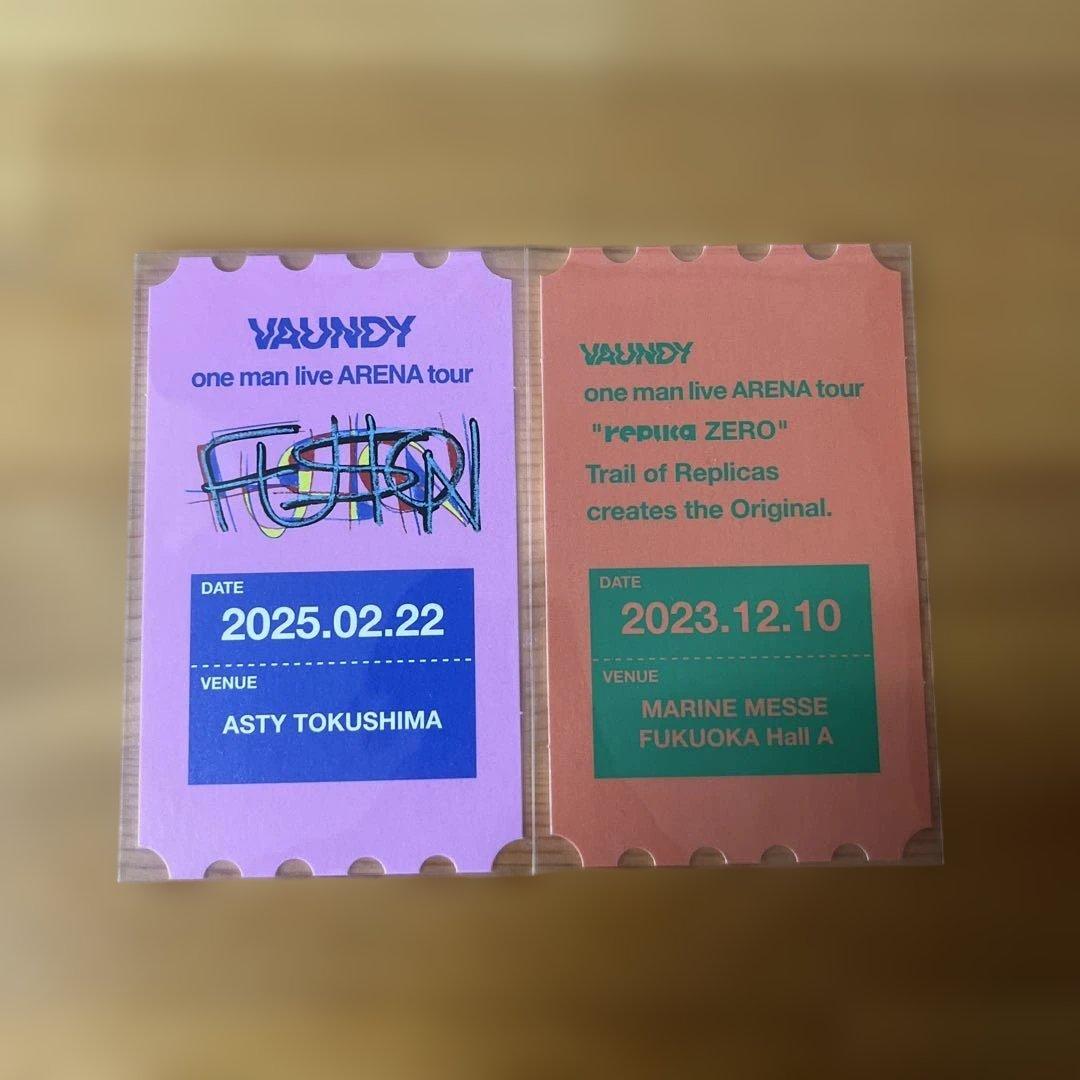 VAUNDY
one man live ARENA tour
FUSION
DATE
2025.02.22
VENUE
ASTY TOKUSHIMA
VAUNDY
one man live ARENA tour
"replica ZERO"
Trail of Replicas
creates the Original.
DATE
2023.12.10
VENUE
MARINE MESSE
FUKUOKA Hall A